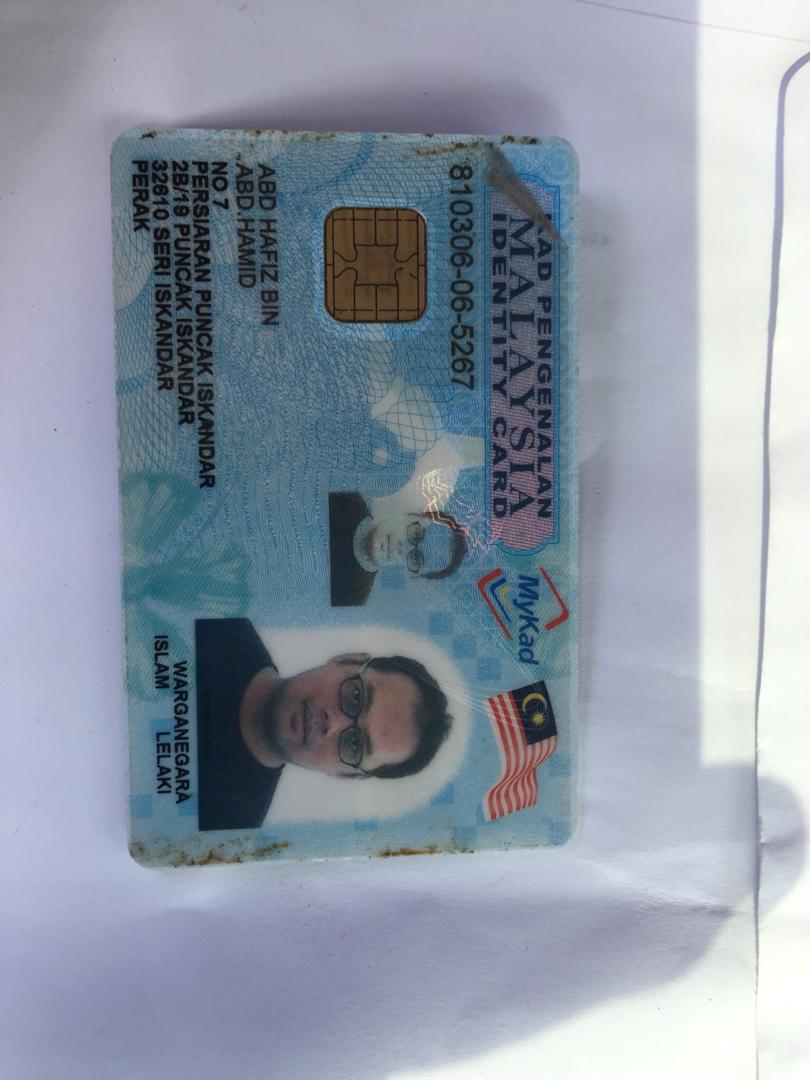 KAD PENGENALAN
MALAYSIA
IDENTITY CARD
MyKad
810306-06-5267
ABD HAFIZ BIN
ABD HAMID
NO 7
PERSIARAN PUNCAK ISKANDAR
2B/19 PUNCAK ISKANDAR
32610 SERI ISKANDAR
PERAK
WARGANEGARA
ISLAM LELAKI